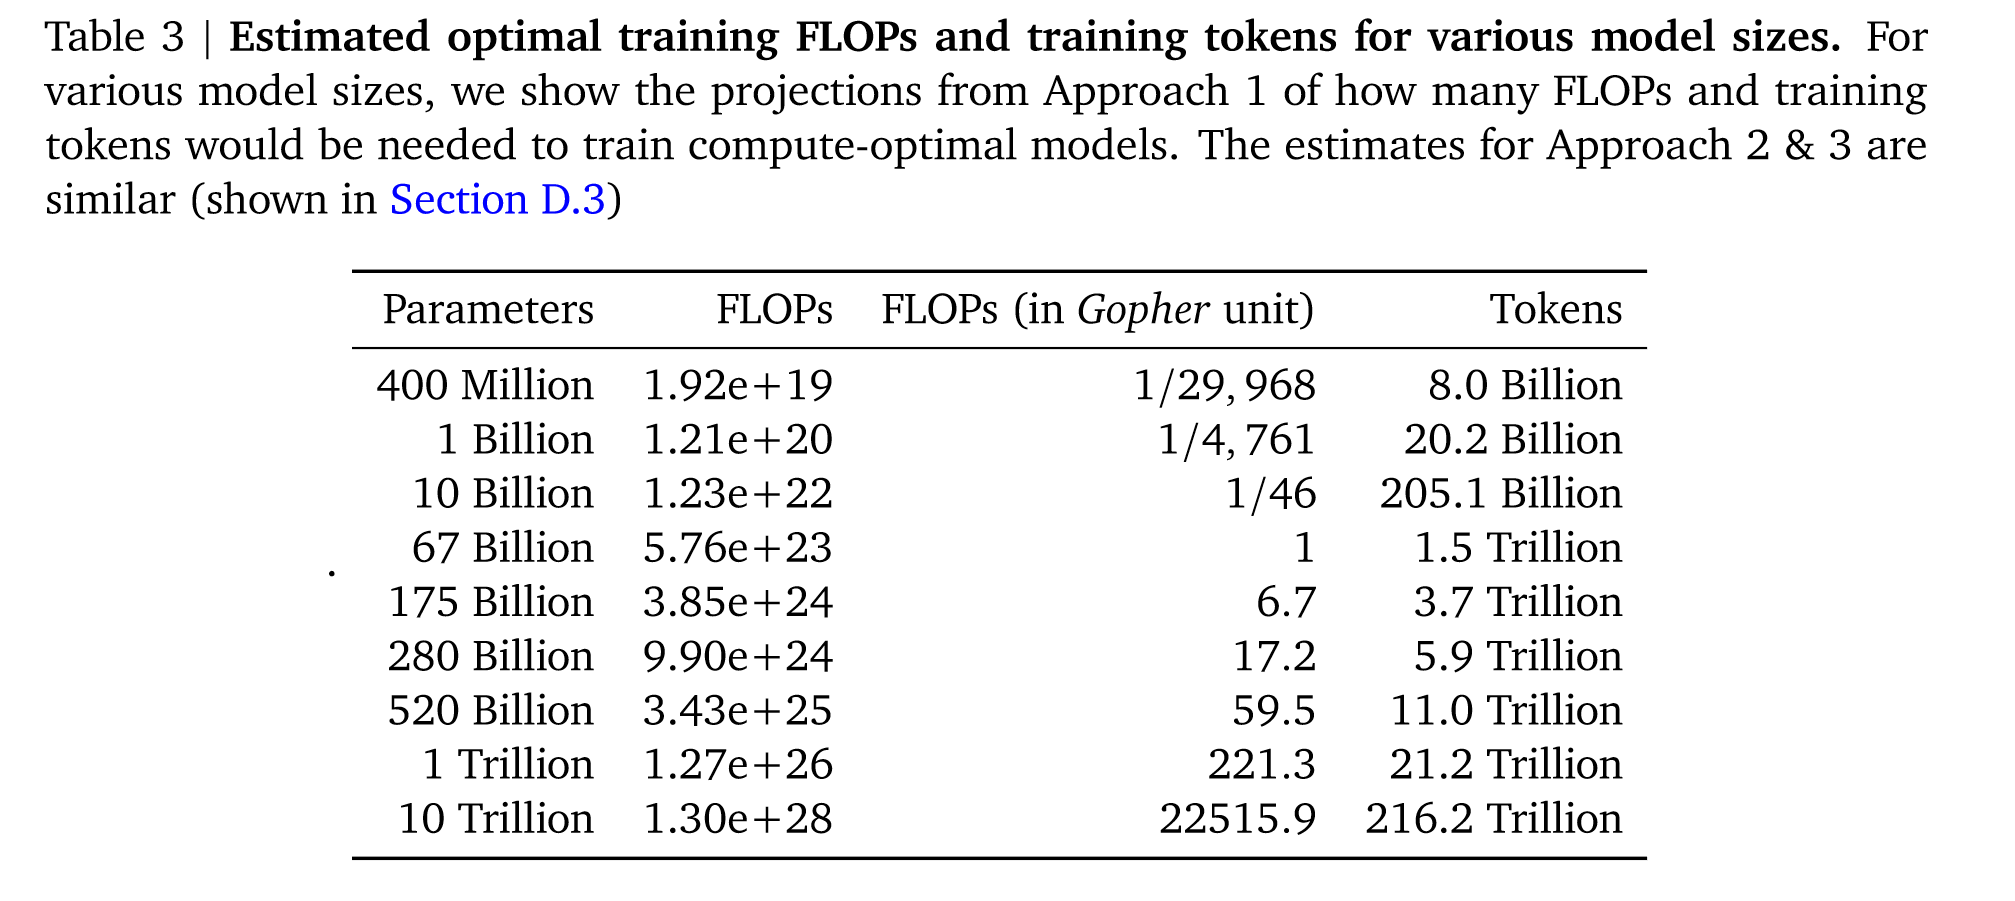 Table 3 | Estimated optimal training FLOPs and training tokens for various model sizes. For
various model sizes, we show the projections from Approach 1 of how many FLOPs and training
tokens would be needed to train compute-optimal models. The estimates for Approach 2 & 3 are
similar (shown in Section D.3)
Parameters FLOPs FLOPs (in Gopher unit) Tokens
400 Million 1.92e+19 1/29, 968 8.0 Billion
1 Billion 1.21e+20 1/4, 761 20.2 Billion
10 Billion 1.23e+22 1/46 205.1 Billion
67 Billion 5.76e+23 1 1.5 Trillion
.
175 Billion 3.85e+24 6.7 3.7 Trillion
280 Billion 9.90e+24 17.2 5.9 Trillion
520 Billion 3.43e+25 59.5 11.0 Trillion
1 Trillion 1.27e+26 221.3 21.2 Trillion
10 Trillion 1.30e+28 22515.9 216.2 Trillion